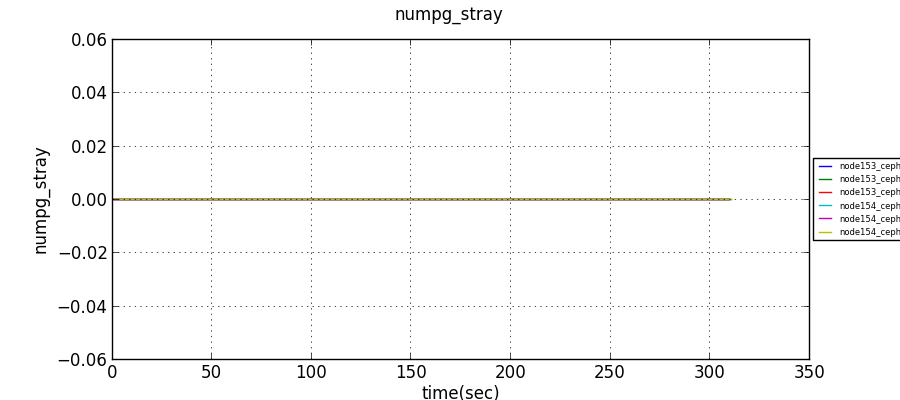 numpg_stray
0.06
0.04
0.02
0.00
−0.02
−0.04
−0.06
numpg_stray
0 50 100 150 200 250 300 350
time(sec)
node153_ceph
node153_ceph
node153_ceph
node154_ceph
node154_ceph
node154_ceph